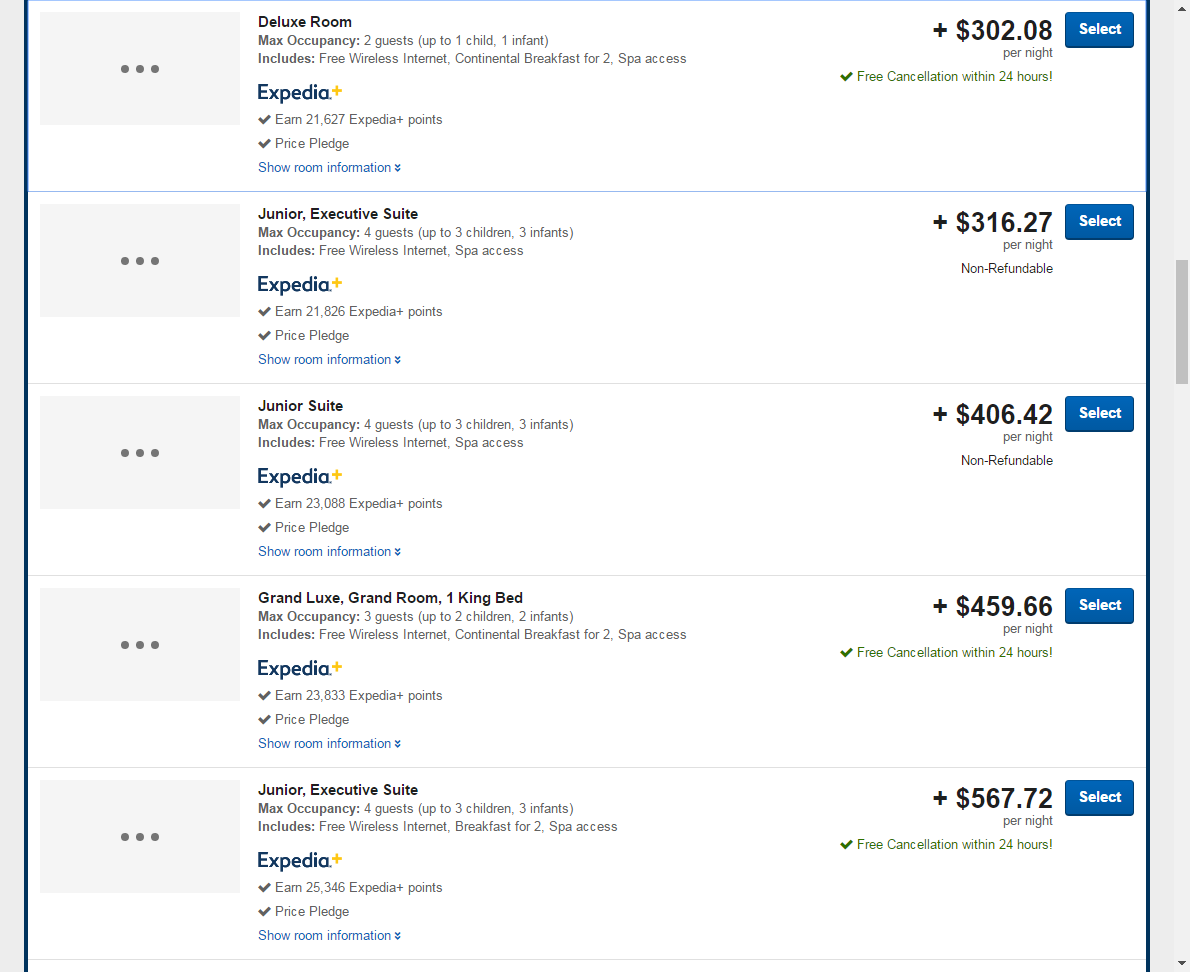 Deluxe Room
Max Occupancy: 2 guests (up to 1 child, 1 infant)
Includes: Free Wireless Internet, Continental Breakfast for 2, Spa access
Expedia+
Earn 21,627 Expedia+ points
Price Pledge
Show room information
+ $302.08
per night
Free Cancellation within 24 hours!
Select
Junior, Executive Suite
Max Occupancy: 4 guests (up to 3 children, 3 infants)
Includes: Free Wireless Internet, Spa access
Expedia+
Earn 21,826 Expedia+ points
Price Pledge
Show room information
+ $316.27
per night
Non-Refundable
Select
Junior Suite
Max Occupancy: 4 guests (up to 3 children, 3 infants)
Includes: Free Wireless Internet, Spa access
Expedia+
Earn 23,088 Expedia+ points
Price Pledge
Show room information
+ $406.42
per night
Non-Refundable
Select
Grand Luxe, Grand Room, 1 King Bed
Max Occupancy: 3 guests (up to 2 children, 2 infants)
Includes: Free Wireless Internet, Continental Breakfast for 2, Spa access
Expedia+
Earn 23,833 Expedia+ points
Price Pledge
Show room information
+ $459.66
per night
Free Cancellation within 24 hours!
Select
Junior, Executive Suite
Max Occupancy: 4 guests (up to 3 children, 3 infants)
Includes: Free Wireless Internet, Breakfast for 2, Spa access
Expedia+
Earn 25,346 Expedia+ points
Price Pledge
Show room information
+ $567.72
per night
Free Cancellation within 24 hours!
Select